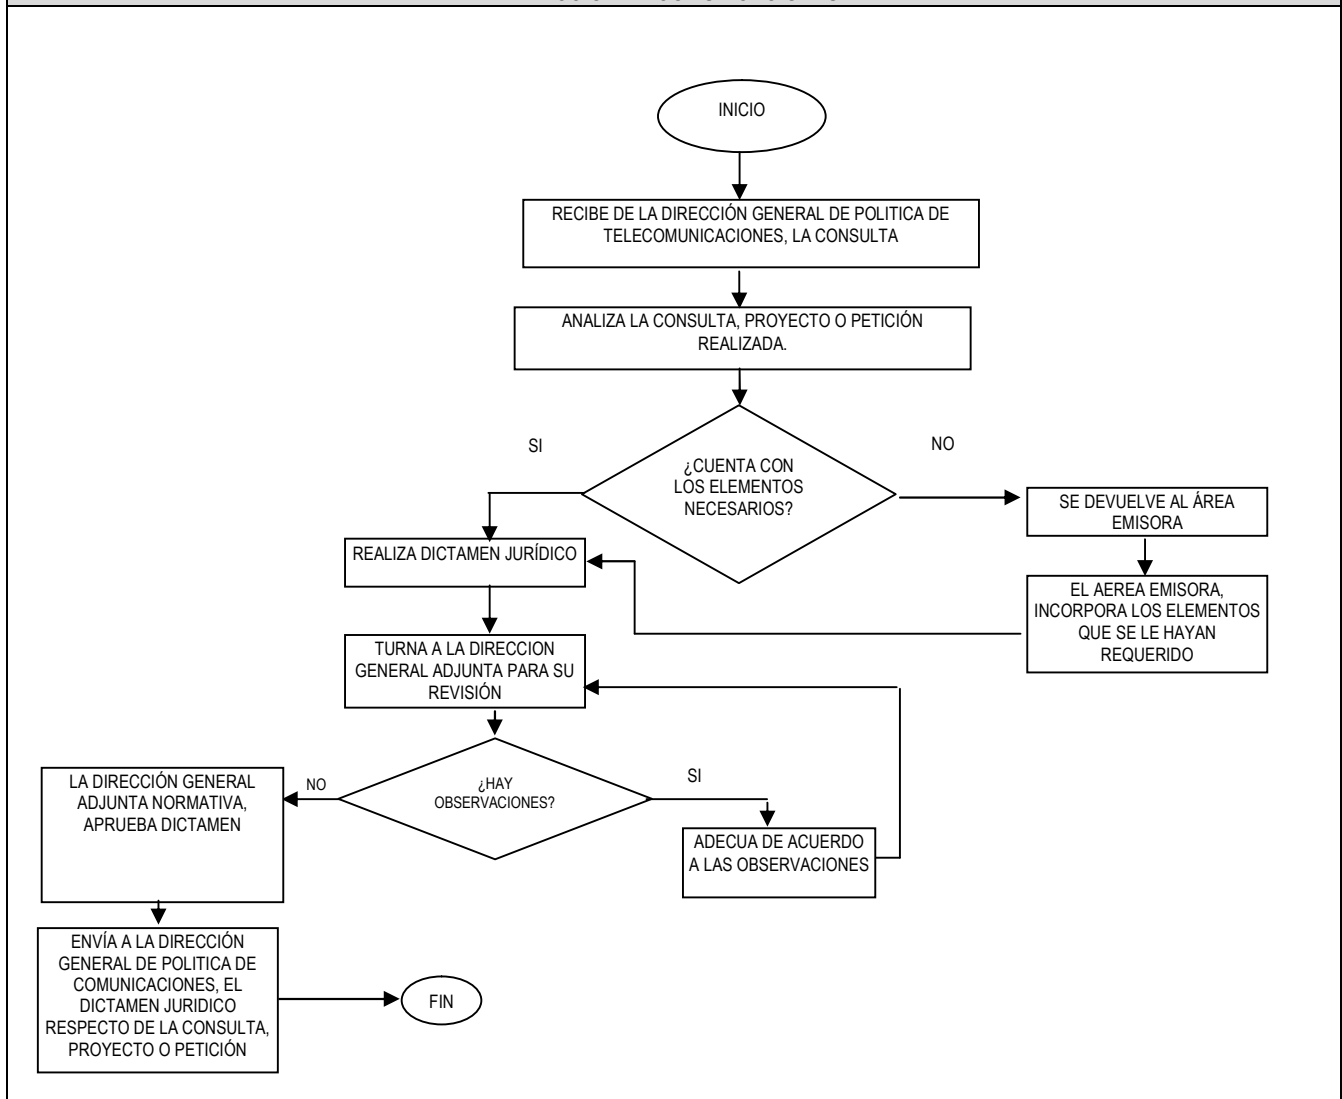 INICIO
RECIBE DE LA DIRECCIÓN GENERAL DE POLITICA DE
TELECOMUNICACIONES, LA CONSULTA
ANALIZA LA CONSULTA, PROYECTO O PETICIÓN
REALIZADA.
¿CUENTA CON
LOS ELEMENTOS
NECESARIOS?
SI
NO
SE DEVUELVE AL ÁREA
EMISORA
REALIZA DICTAMEN JURÍDICO
EL AEREA EMISORA,
INCORPORA LOS ELEMENTOS
QUE SE LE HAYAN
REQUERIDO
TURNA A LA DIRECCION
GENERAL ADJUNTA PARA SU
REVISIÓN
¿HAY
OBSERVACIONES?
SI
NO
LA DIRECCIÓN GENERAL
ADJUNTA NORMATIVA,
APRUEBA DICTAMEN
ADECUA DE ACUERDO
A LAS OBSERVACIONES
ENVÍA A LA DIRECCIÓN
GENERAL DE POLITICA DE
COMUNICACIONES, EL
DICTAMEN JURIDICO
RESPECTO DE LA CONSULTA,
PROYECTO O PETICIÓN
FIN